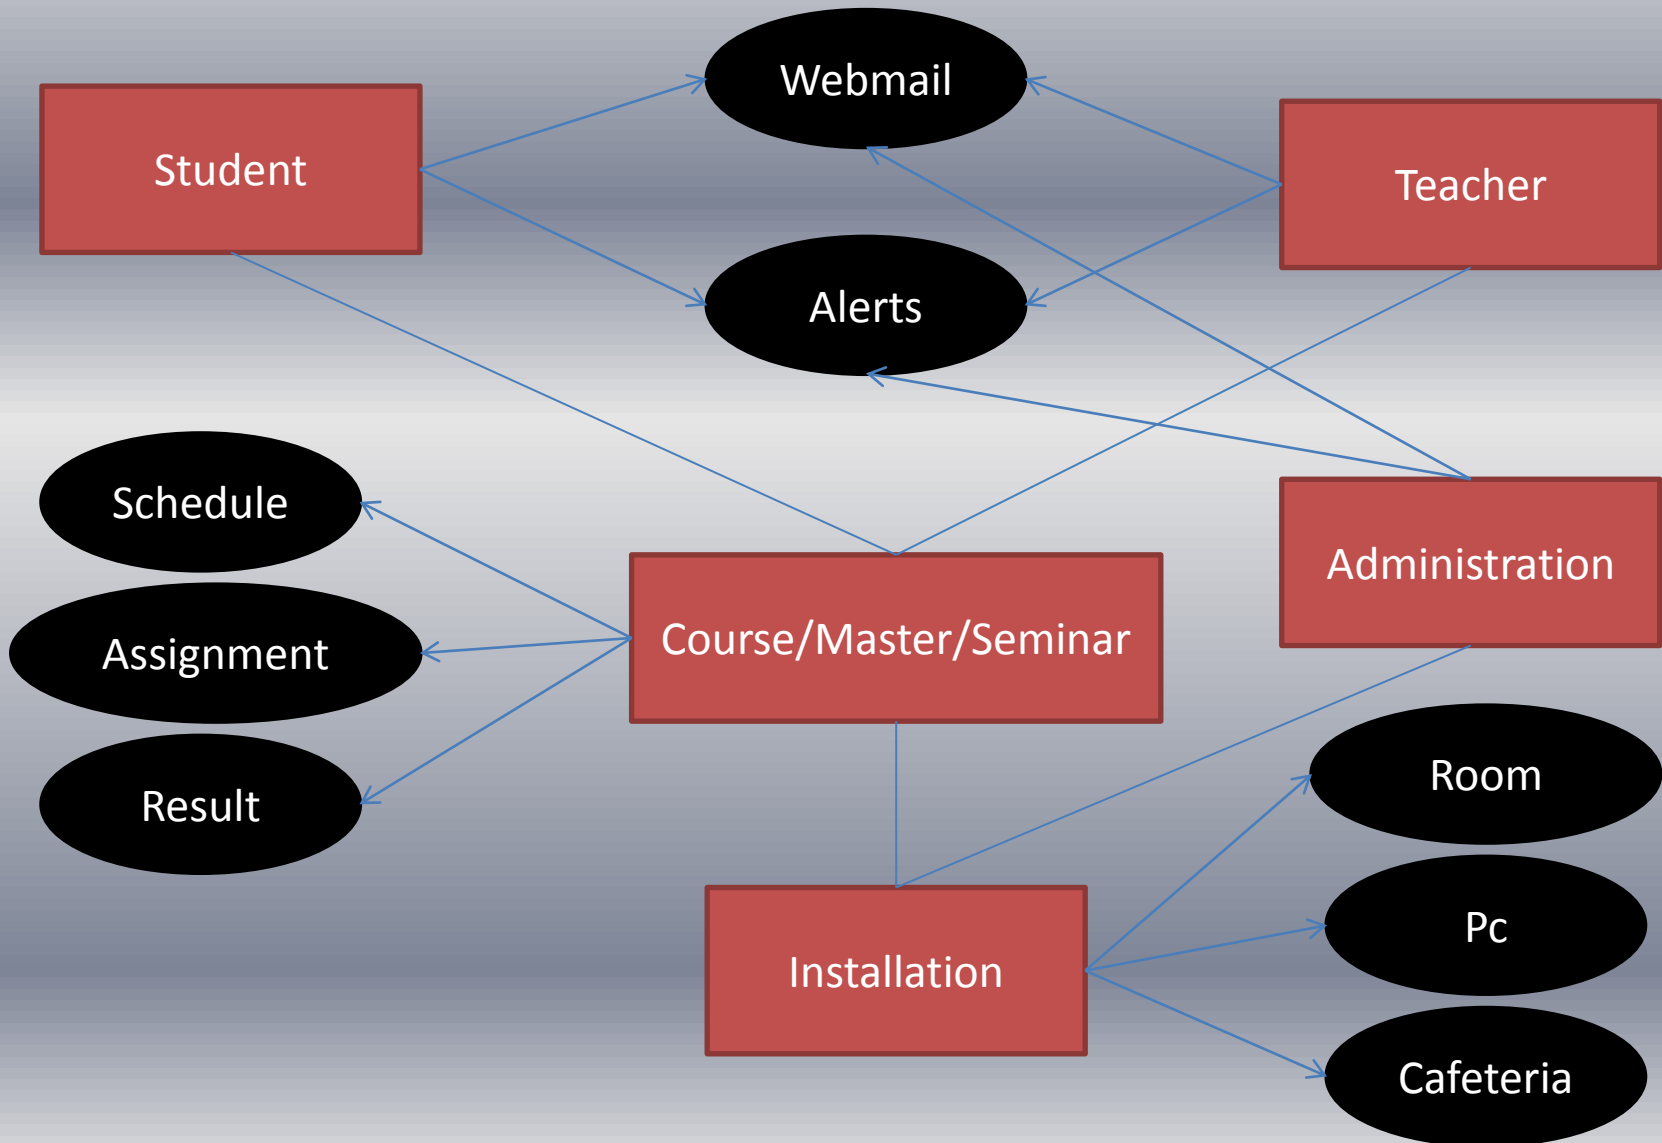 Webmail
Student
Teacher
Alerts
Schedule
Administration
Course/Master/Seminar
Assignment
Room
Result
Pc
Installation
Cafeteria